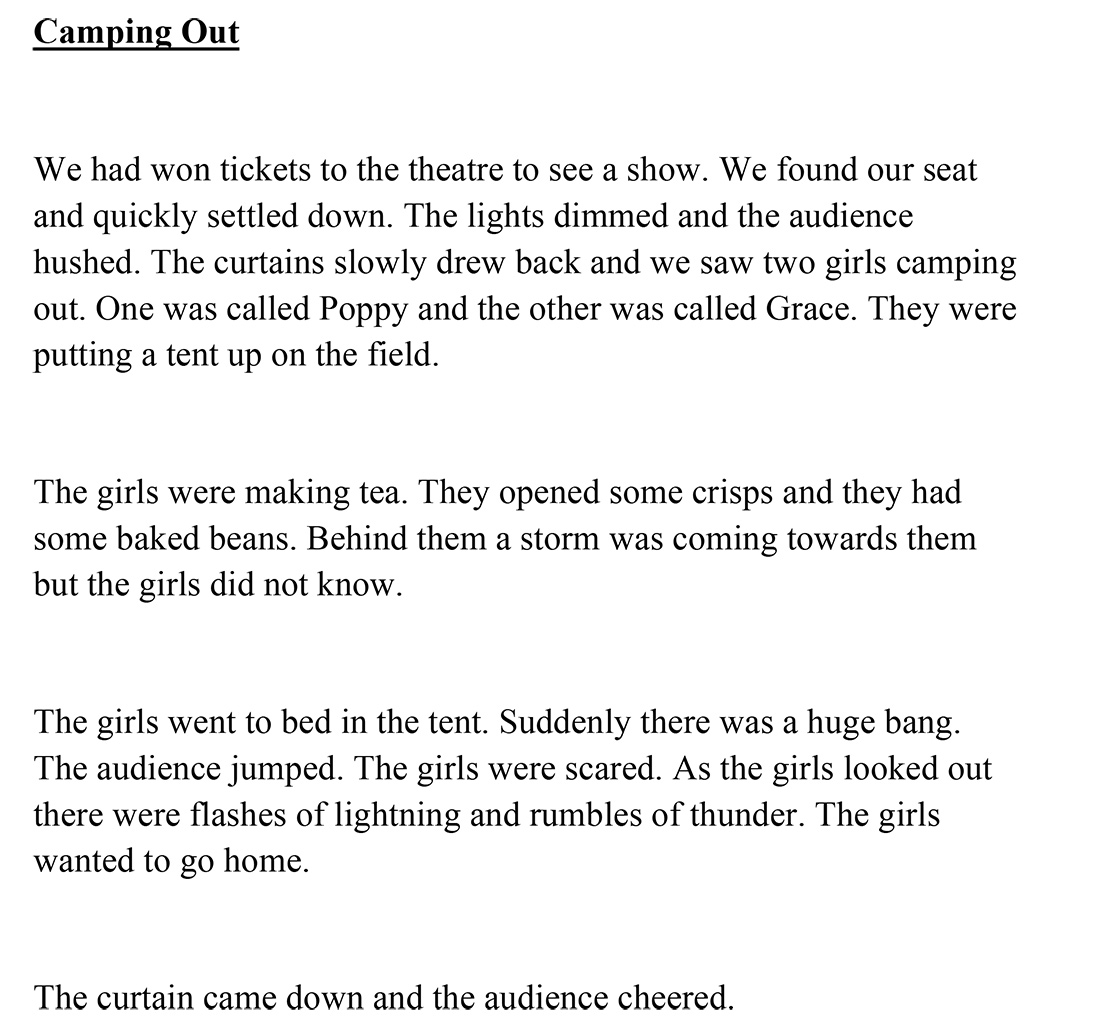 Camping Out
We had won tickets to the theatre to see a show. We found our seat
and quickly settled down. The lights dimmed and the audience
hushed. The curtains slowly drew back and we saw two girls camping
out. One was called Poppy and the other was called Grace. They were
putting a tent up on the field.
The girls were making tea. They opened some crisps and they had
some baked beans. Behind them a storm was coming towards them
but the girls did not know.
The girls went to bed in the tent. Suddenly there was a huge bang.
The audience jumped. The girls were scared. As the girls looked out
there were flashes of lightning and rumbles of thunder. The girls
wanted to go home.
The curtain came down and the audience cheered.